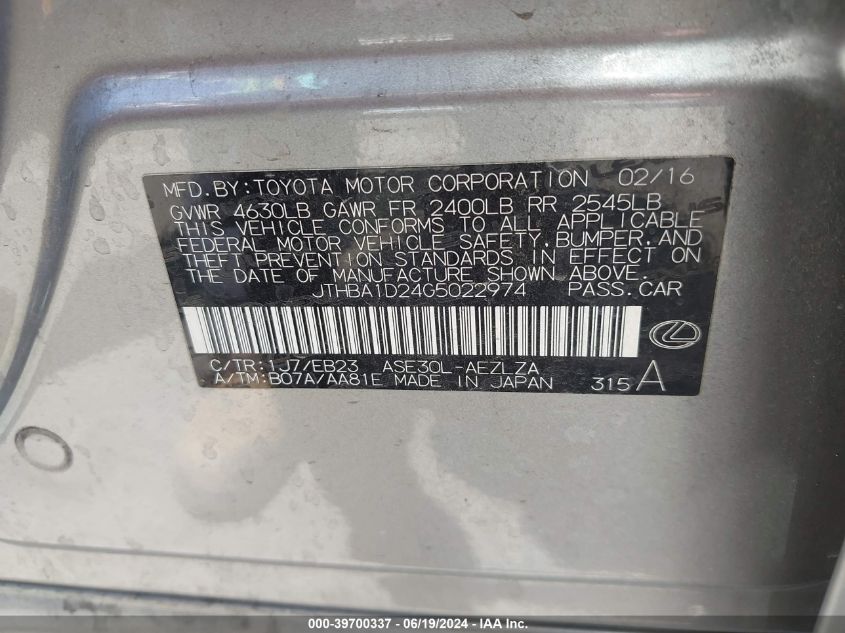 MFD.BY:TOYOTA MOTOR CORPORATION 02/16
GVWR 4630LB GAWR FR 2400LB RR 2545LB
THIS VEHICLE CONFORMS TO ALL APPLICABLE
FEDERAL MOTOR VEHICLE SAFETY,BUMPER,AND
THEFT PREVENTION STANDARDS IN EFFECT ON
THE DATE OF MANUFACTURE SHOWN ABOVE.
JTHBA1D24G5022974 PASS.CAR
C/TR:1J7/EB23 ASE30L-AEZLZA
A/TM:B07A/AA81E MADE IN JAPAN 315 A
000-39700337 - 06/19/2024 - IAA Inc.